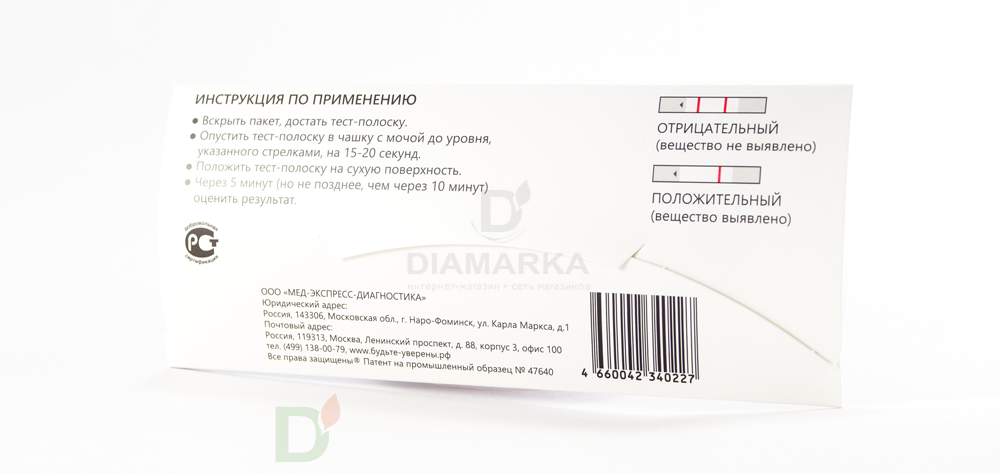 ИНСТРУКЦИЯ ПО ПРИМЕНЕНИЮ
● Вскрыть пакет, достать тест-полоску.
● Опустить тест-полоску в чашку с мочой до уровня,
указанного стрелками, на 15-20 секунд.
● Положить тест-полоску на сухую поверхность.
● Через 5 минут (но не позднее, чем через 10 минут)
оценить результат.
ОТРИЦАТЕЛЬНЫЙ
(вещество не выявлено)
ПОЛОЖИТЕЛЬНЫЙ
(вещество выявлено)
добровольная
РСТ
сертификация
DIAMARKA
интернет-магазин • сеть магазинов
ООО «МЕД-ЭКСПРЕСС-ДИАГНОСТИКА»
Юридический адрес:
Россия, 143306, Московская обл., г. Наро-Фоминск, ул. Карла Маркса, д.1
Почтовый адрес:
Россия, 119313, Москва, Ленинский проспект, д. 88, корпус 3, офис 100
тел. (499) 138-00-79, www.будьте-уверены.рф
Все права защищены® Патент на промышленный образец № 47640
4 660042 340227